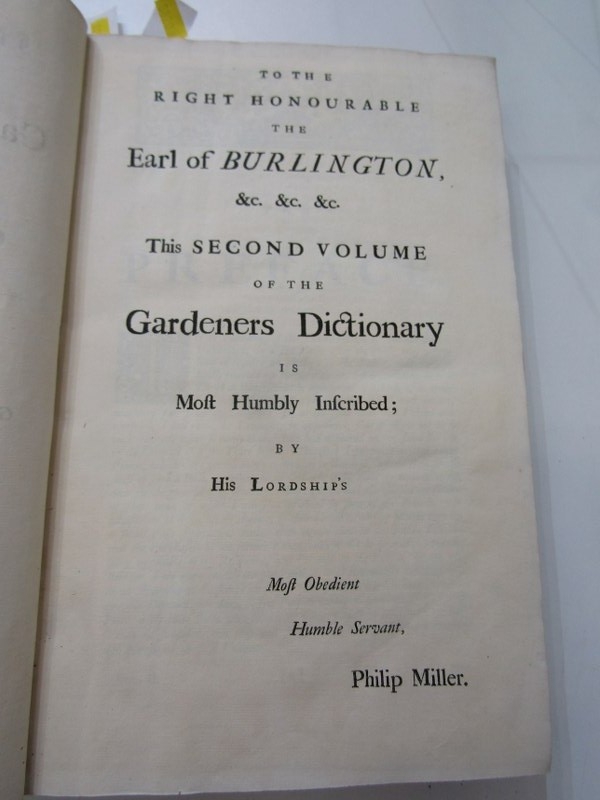 TO THE
RIGHT HONOURABLE
THE
Earl of BURLINGTON,
&c. &c. &c.
This SECOND VOLUME
OF THE
Gardeners Dictionary
IS
Moſt Humbly Inſcribed;
BY
His LORDSHIP'S
Moſt Obedient
Humble Servant,
Philip Miller.